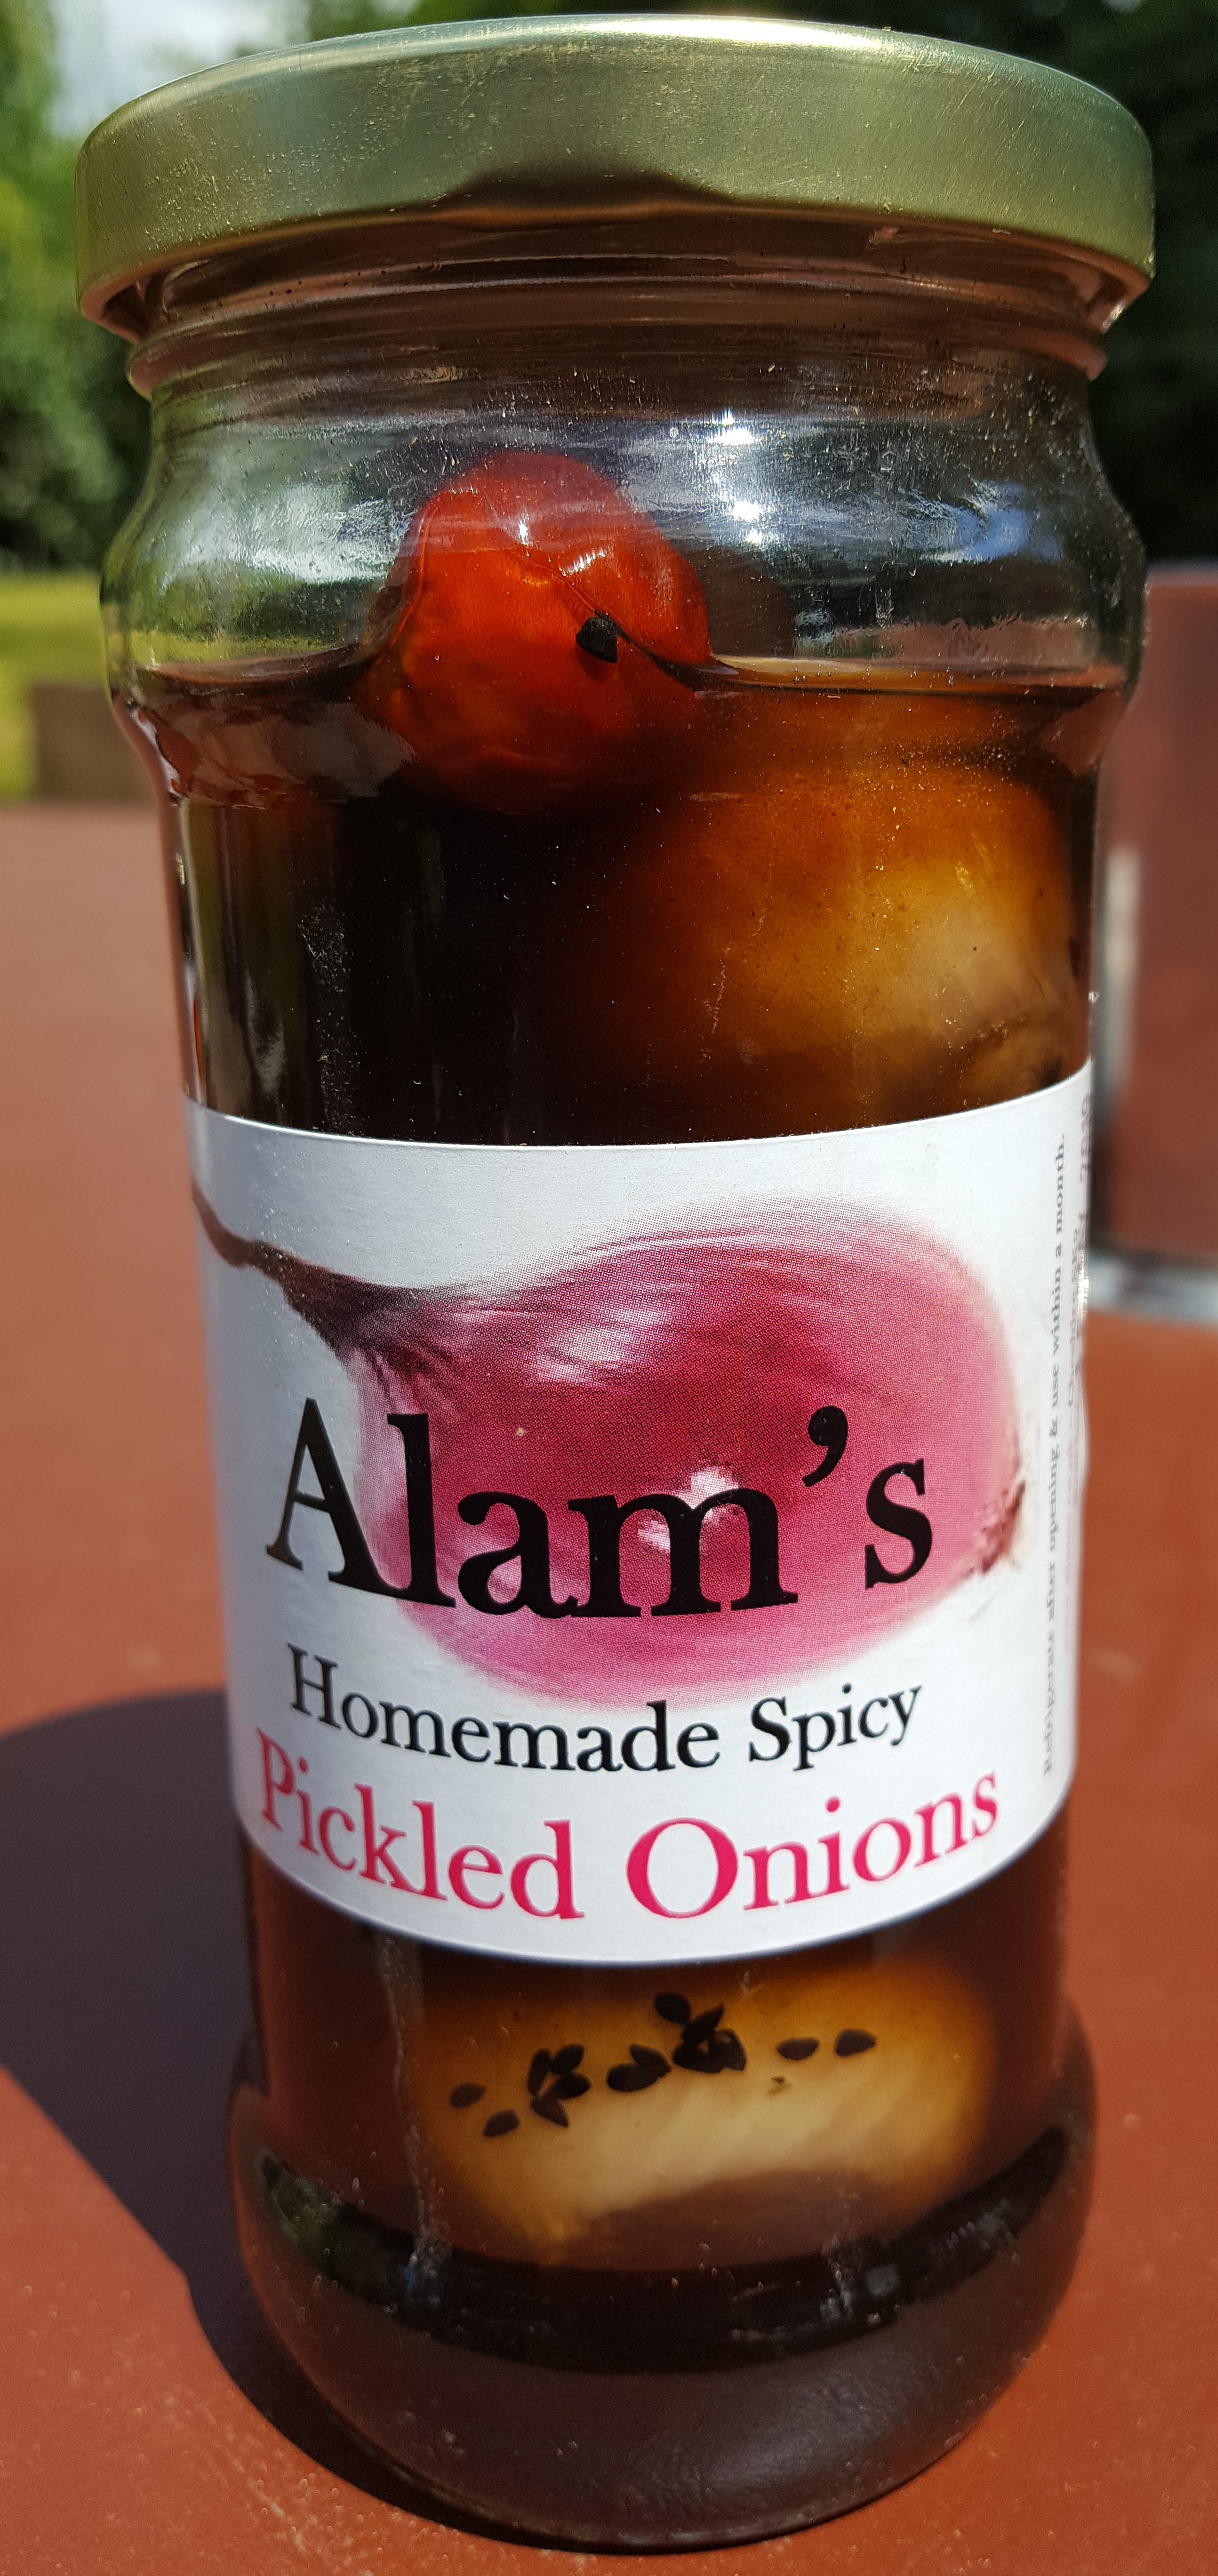 Alam's
Homemade Spicy
Pickled Onions
Refrigerate after opening & use within a month.